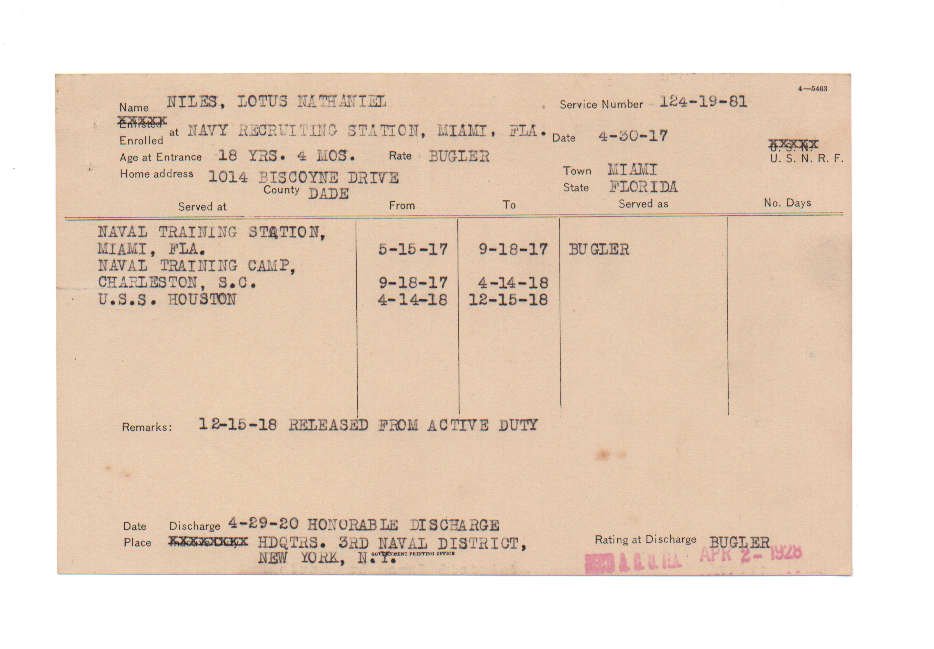 4—5463
Name NILES, LOTUS NATHANIEL Service Number 124-19-81
Enlisted
Enrolled at NAVY RECRUITING STATION, MIAMI, FLA. Date 4-30-17
U. S. N.
U. S. N. R. F.
Age at Entrance 18 YRS. 4 MOS. Rate BUGLER
Home address 1014 BISCOYNE DRIVE Town MIAMI
County DADE State FLORIDA
Served at From To Served as No. Days
NAVAL TRAINING STATION,
MIAMI, FLA. 5-15-17 9-18-17 BUGLER
NAVAL TRAINING CAMP,
CHARLESTON, S.C. 9-18-17 4-14-18
U.S.S. HOUSTON 4-14-18 12-15-18
Remarks: 12-15-18 RELEASED FROM ACTIVE DUTY
Date Discharge 4-29-20 HONORABLE DISCHARGE
Place HDQTRS. 3RD NAVAL DISTRICT, Rating at Discharge BUGLER
NEW YORK, N.Y.
GOVERNMENT PRINTING OFFICE
APR 2- 1928